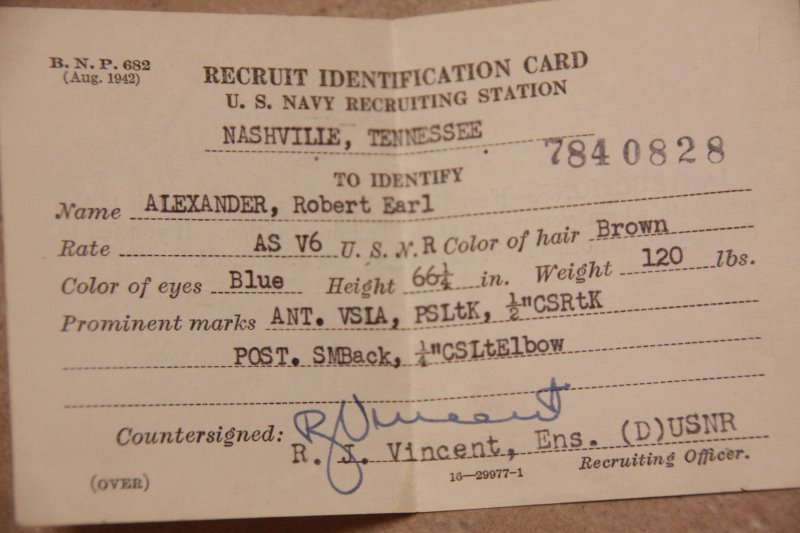 B. N. P. 682
(Aug. 1942)
RECRUIT IDENTIFICATION CARD
U. S. NAVY RECRUITING STATION
NASHVILLE, TENNESSEE
7840828
TO IDENTIFY
Name ALEXANDER, Robert Earl
Rate AS V6 U. S. N.R Color of hair Brown
Color of eyes Blue Height 66¼ in. Weight 120 lbs.
Prominent marks ANT. VSLA, PSLtK, ½"CSRtK
POST. SMBack, ¼"CSLtElbow
Countersigned: RJVincent
R. J. Vincent, Ens. (D)USNR
(OVER) 16—29977-1 Recruiting Officer.